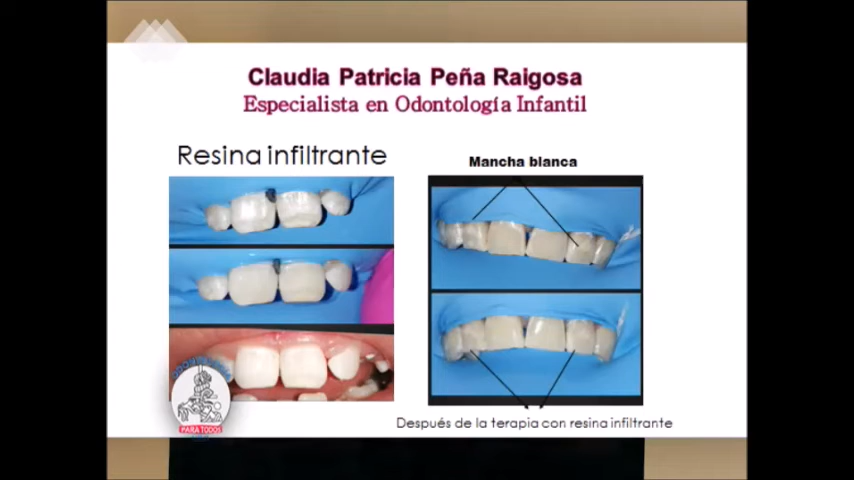 Claudia Patricia Peña Raigosa
Especialista en Odontología Infantil
Resina infiltrante
Mancha blanca
PARA TODOS
Después de la terapia con resina infiltrante